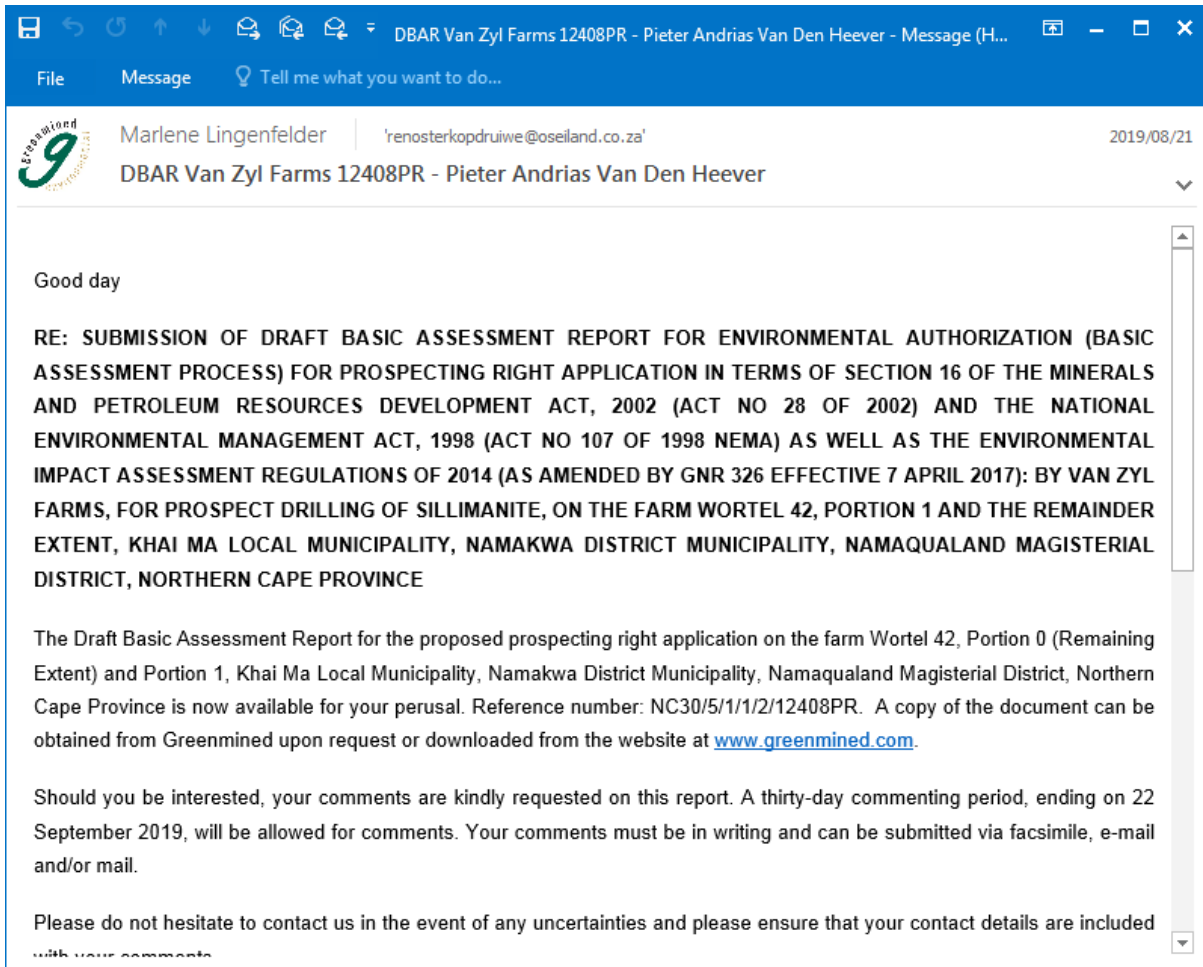 DBAR Van Zyl Farms 12408PR - Pieter Andrias Van Den Heever - Message (H...
File Message Tell me what you want to do...
greenmined
Marlene Lingenfelder 'renosterkopdruiwe@oseiland.co.za' 2019/08/21
DBAR Van Zyl Farms 12408PR - Pieter Andrias Van Den Heever
Good day
RE: SUBMISSION OF DRAFT BASIC ASSESSMENT REPORT FOR ENVIRONMENTAL AUTHORIZATION (BASIC
ASSESSMENT PROCESS) FOR PROSPECTING RIGHT APPLICATION IN TERMS OF SECTION 16 OF THE MINERALS
AND PETROLEUM RESOURCES DEVELOPMENT ACT, 2002 (ACT NO 28 OF 2002) AND THE NATIONAL
ENVIRONMENTAL MANAGEMENT ACT, 1998 (ACT NO 107 OF 1998 NEMA) AS WELL AS THE ENVIRONMENTAL
IMPACT ASSESSMENT REGULATIONS OF 2014 (AS AMENDED BY GNR 326 EFFECTIVE 7 APRIL 2017): BY VAN ZYL
FARMS, FOR PROSPECT DRILLING OF SILLIMANITE, ON THE FARM WORTEL 42, PORTION 1 AND THE REMAINDER
EXTENT, KHAI MA LOCAL MUNICIPALITY, NAMAKWA DISTRICT MUNICIPALITY, NAMAQUALAND MAGISTERIAL
DISTRICT, NORTHERN CAPE PROVINCE
The Draft Basic Assessment Report for the proposed prospecting right application on the farm Wortel 42, Portion 0 (Remaining
Extent) and Portion 1, Khai Ma Local Municipality, Namakwa District Municipality, Namaqualand Magisterial District, Northern
Cape Province is now available for your perusal. Reference number: NC30/5/1/1/2/12408PR. A copy of the document can be
obtained from Greenmined upon request or downloaded from the website at www.greenmined.com.
Should you be interested, your comments are kindly requested on this report. A thirty-day commenting period, ending on 22
September 2019, will be allowed for comments. Your comments must be in writing and can be submitted via facsimile, e-mail
and/or mail.
Please do not hesitate to contact us in the event of any uncertainties and please ensure that your contact details are included
with your comments